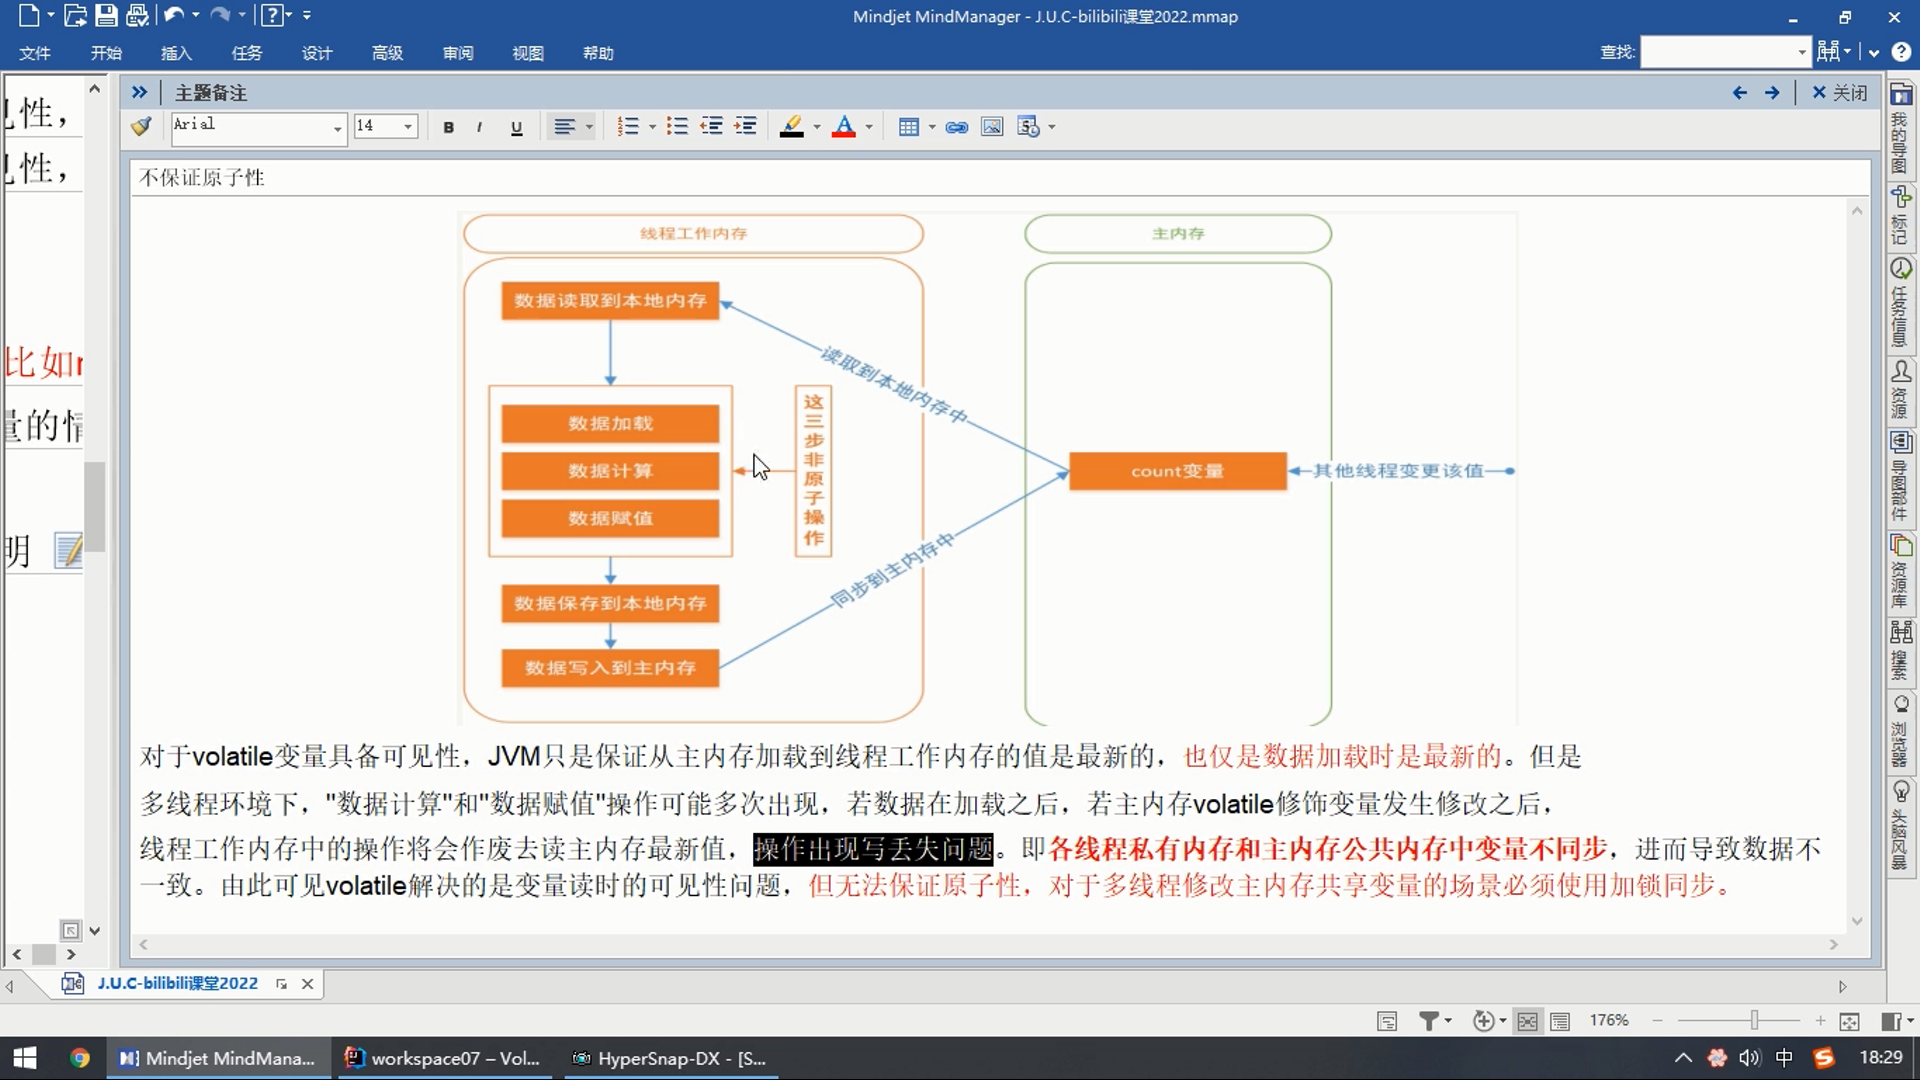 Mindjet MindManager - J.U.C-bilibili课堂2022.mmap
文件 开始 插入 任务 设计 高级 审阅 视图 帮助
查找:
主题备注
关闭
Arial 14 B I U
不保证原子性
线程工作内存 主内存
数据读取到本地内存
读取到本地内存中
数据加载
数据计算
数据赋值
这三步非原子操作
count变量
其他线程变更该值
同步到主内存中
数据保存到本地内存
数据写入到主内存
对于volatile变量具备可见性，JVM只是保证从主内存加载到线程工作内存的值是最新的，也仅是数据加载时是最新的。但是
多线程环境下，"数据计算"和"数据赋值"操作可能多次出现，若数据在加载之后，若主内存volatile修饰变量发生修改之后，
线程工作内存中的操作将会作废去读主内存最新值，操作出现写丢失问题。即各线程私有内存和主内存公共内存中变量不同步，进而导致数据不
一致。由此可见volatile解决的是变量读时的可见性问题，但无法保证原子性，对于多线程修改主内存共享变量的场景必须使用加锁同步。
见性，
见性，
比如
量的情
明
我的导图
标记
任务信息
资源
导图部件
资源库
搜索
浏览器
头脑风暴
J.U.C-bilibili课堂2022
176%
Mindjet MindMana...
workspace07 – Vol...
HyperSnap-DX - [S...
中
18:29